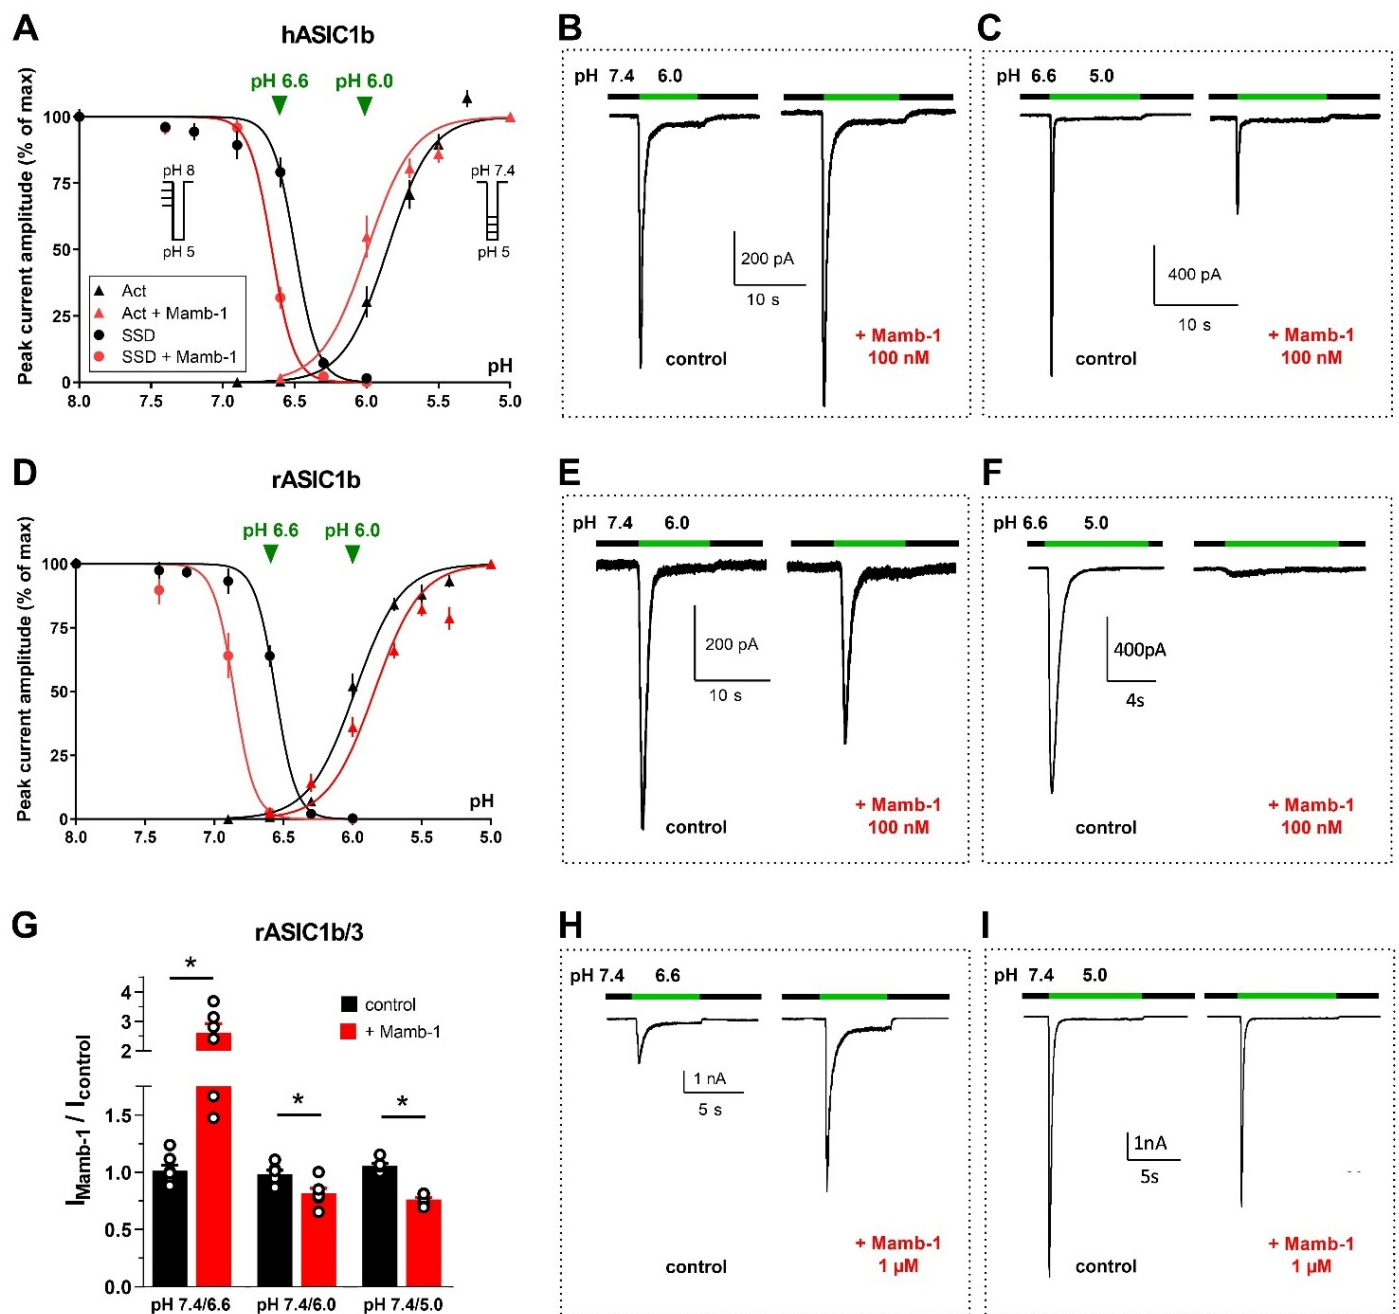 A
hASIC1b
pH 6.6 pH 6.0
Peak current amplitude (% of max)
100
75
50
25
0
pH 8
pH 5
pH 7.4
pH 5
Act
Act + Mamb-1
SSD
SSD + Mamb-1
pH
8.0 7.5 7.0 6.5 6.0 5.5 5.0
B
pH 7.4 6.0
200 pA
10 s
control
+ Mamb-1
100 nM
C
pH 6.6 5.0
400 pA
10 s
control
+ Mamb-1
100 nM
D
rASIC1b
pH 6.6 pH 6.0
Peak current amplitude (% of max)
100
75
50
25
0
pH
8.0 7.5 7.0 6.5 6.0 5.5 5.0
E
pH 7.4 6.0
200 pA
10 s
control
+ Mamb-1
100 nM
F
pH 6.6 5.0
400pA
4s
control
+ Mamb-1
100 nM
G
rASIC1b/3
I Mamb-1 / I control
4
3
2
1.5
1.0
0.5
0.0
* * *
control
+ Mamb-1
pH 7.4/6.6 pH 7.4/6.0 pH 7.4/5.0
H
pH 7.4 6.6
1 nA
5 s
control
+ Mamb-1
1 µM
I
pH 7.4 5.0
1nA
5s
control
+ Mamb-1
1 µM